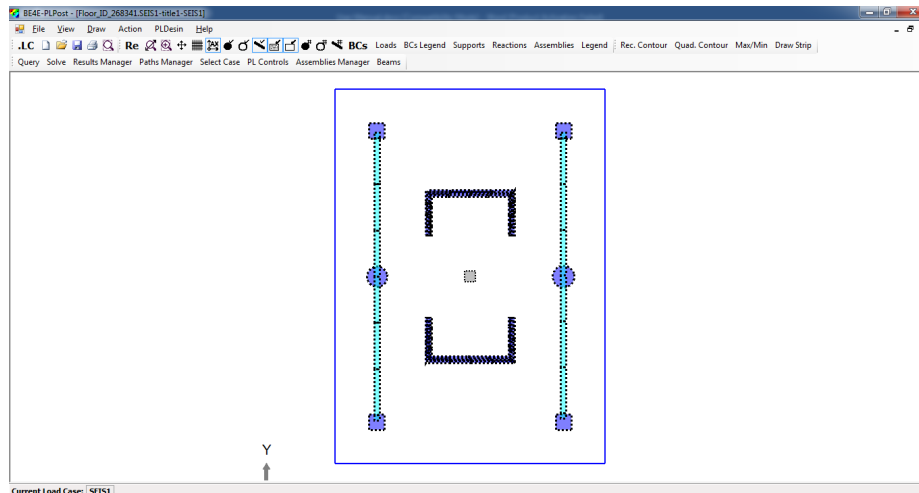 BE4E-PLPost - [Floor_ID_268341.SEIS1-title1-SEIS1]
File View Draw Action PLDesin Help
.LC Re BCs Loads BCs Legend Supports Reactions Assemblies Legend Rec. Contour Quad. Contour Max/Min Draw Strip
Query Solve Results Manager Paths Manager Select Case PL Controls Assemblies Manager Beams
Y
Current Load Case: SEIS1